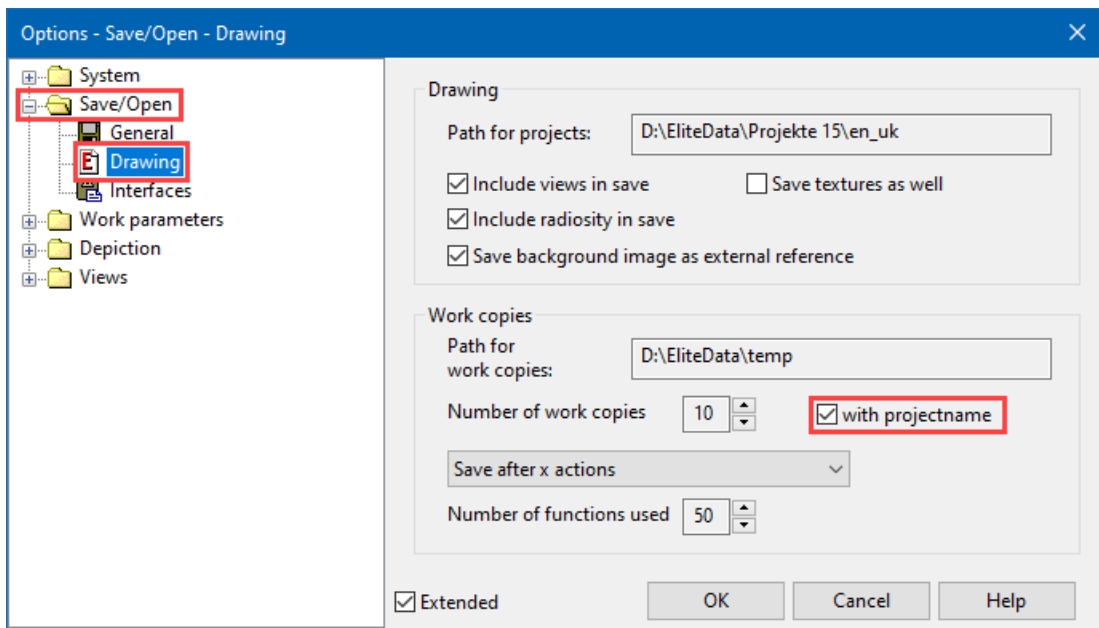 Options - Save/Open - Drawing
System
Save/Open
General
Drawing
Interfaces
Work parameters
Depiction
Views
Drawing
Path for projects: D:\EliteData\Projekte 15\en_uk
Include views in save Save textures as well
Include radiosity in save
Save background image as external reference
Work copies
Path for
work copies: D:\EliteData\temp
Number of work copies 10 with projectname
Save after x actions
Number of functions used 50
Extended OK Cancel Help